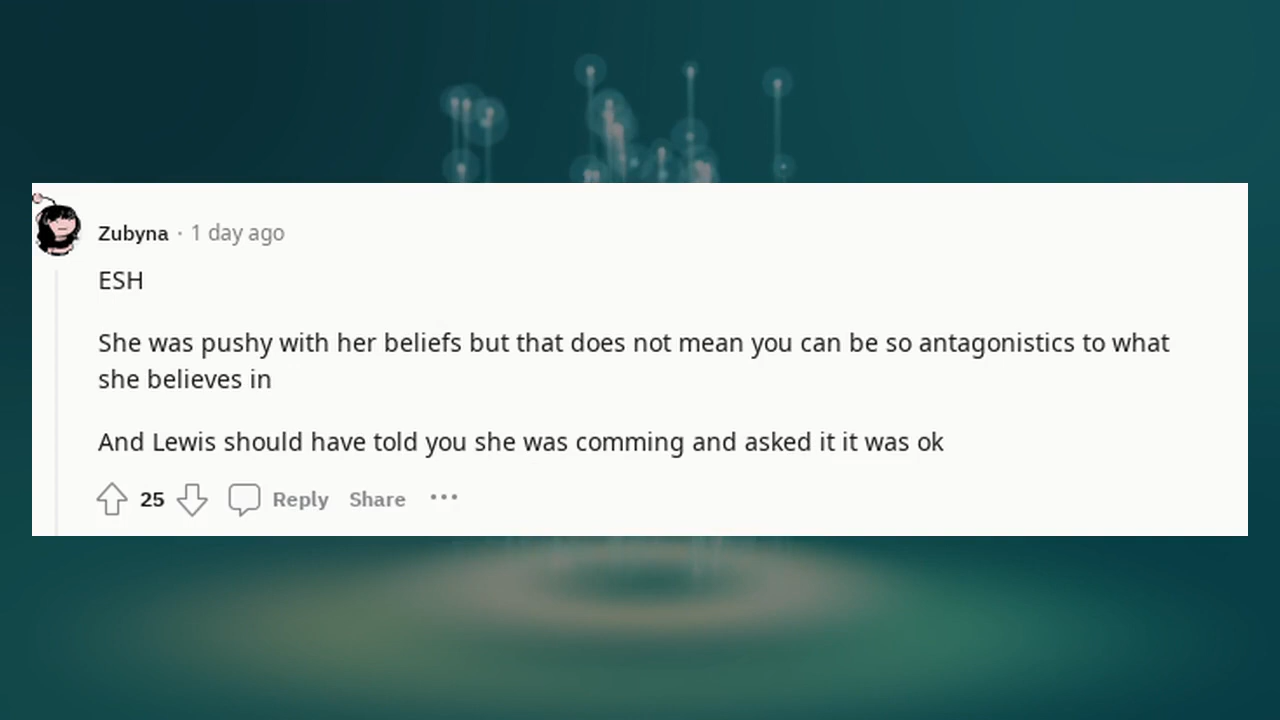 Zubyna · 1 day ago
ESH
She was pushy with her beliefs but that does not mean you can be so antagonistics to what
she believes in
And Lewis should have told you she was comming and asked it it was ok
25 Reply Share •••